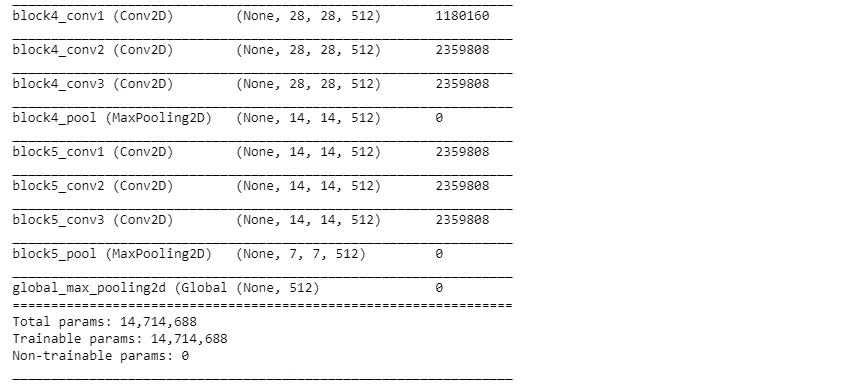 _________________________________________________________________
block4_conv1 (Conv2D)        (None, 28, 28, 512)       1180160
_________________________________________________________________
block4_conv2 (Conv2D)        (None, 28, 28, 512)       2359808
_________________________________________________________________
block4_conv3 (Conv2D)        (None, 28, 28, 512)       2359808
_________________________________________________________________
block4_pool (MaxPooling2D)   (None, 14, 14, 512)       0
_________________________________________________________________
block5_conv1 (Conv2D)        (None, 14, 14, 512)       2359808
_________________________________________________________________
block5_conv2 (Conv2D)        (None, 14, 14, 512)       2359808
_________________________________________________________________
block5_conv3 (Conv2D)        (None, 14, 14, 512)       2359808
_________________________________________________________________
block5_pool (MaxPooling2D)   (None, 7, 7, 512)         0
_________________________________________________________________
global_max_pooling2d (Global (None, 512)               0
=================================================================
Total params: 14,714,688
Trainable params: 14,714,688
Non-trainable params: 0
_________________________________________________________________